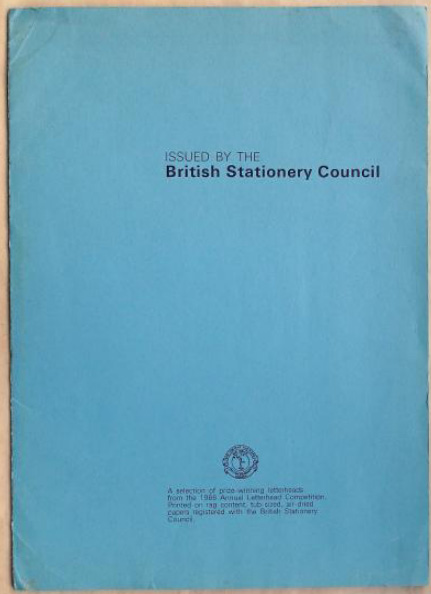 ISSUED BY THE
British Stationery Council
A selection of prize-winning letterheads
from the 1966 Annual Letterhead Competition.
Printed on rag content, tub-sized, air-dried
papers registered with the British Stationery
Council.